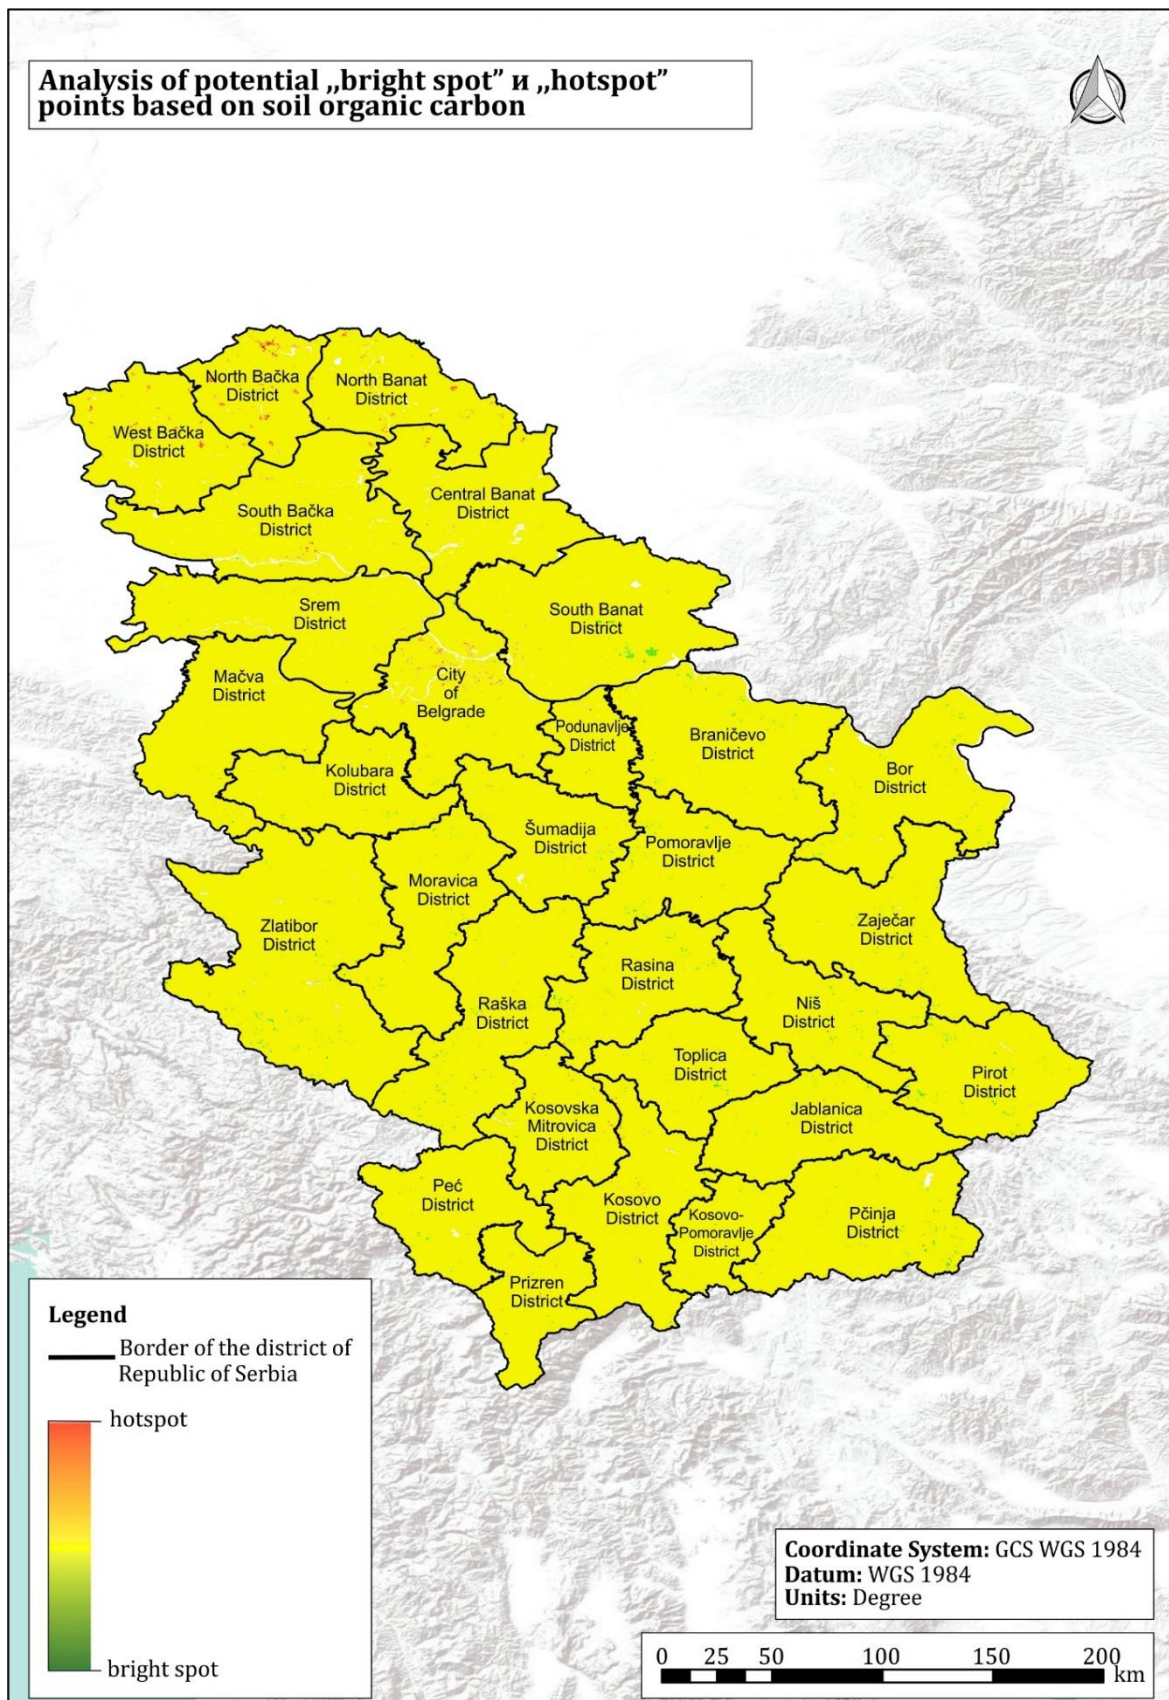 Analysis of potential „bright spot” и „hotspot”
points based on soil organic carbon
North Bačka
District
North Banat
District
West Bačka
District
Central Banat
District
South Bačka
District
Srem
District
South Banat
District
Mačva
District
City
of
Belgrade
Podunavlje
District
Braničevo
District
Bor
District
Kolubara
District
Šumadija
District
Pomoravlje
District
Moravica
District
Zlatibor
District
Zaječar
District
Rasina
District
Raška
District
Niš
District
Toplica
District
Pirot
District
Kosovska
Mitrovica
District
Jablanica
District
Peć
District
Kosovo
District
Kosovo-
Pomoravlje
District
Pčinja
District
Prizren
District
Legend
Border of the district of
Republic of Serbia
hotspot
bright spot
Coordinate System: GCS WGS 1984
Datum: WGS 1984
Units: Degree
0 25 50 100 150 200
km